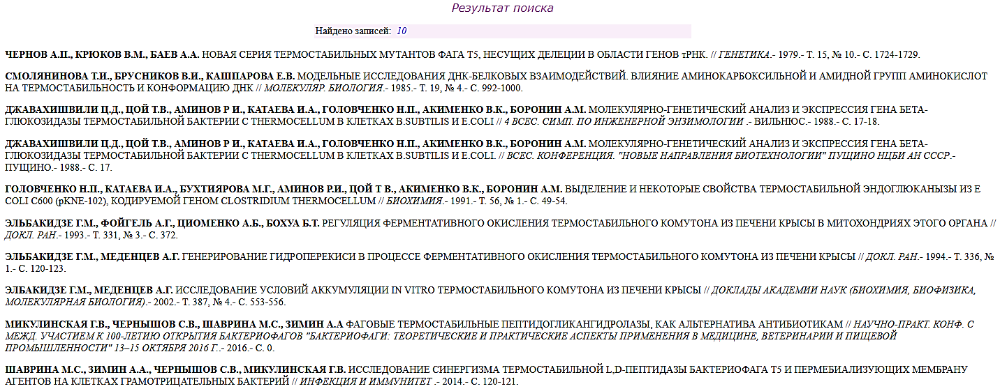 Результат поиска
Найдено записей: 10
ЧЕРНОВ А.П., КРЮКОВ В.М., БАЕВ А.А. НОВАЯ СЕРИЯ ТЕРМОСТАБИЛЬНЫХ МУТАНТОВ ФАГА Т5, НЕСУЩИХ ДЕЛЕЦИИ В ОБЛАСТИ ГЕНОВ тРНК. // ГЕНЕТИКА.- 1979.- Т. 15, № 10.- С. 1724-1729.
СМОЛЯНИНОВА Т.И., БРУСНИКОВ В.И., КАШПАРОВА Е.В. МОДЕЛЬНЫЕ ИССЛЕДОВАНИЯ ДНК-БЕЛКОВЫХ ВЗАИМОДЕЙСТВИЙ. ВЛИЯНИЕ АМИНОКАРБОКСИЛЬНОЙ И АМИДНОЙ ГРУПП АМИНОКИСЛОТ
НА ТЕРМОСТАБИЛЬНОСТЬ И КОНФОРМАЦИЮ ДНК // МОЛЕКУЛЯР. БИОЛОГИЯ.- 1985.- Т. 19, № 4.- С. 992-1000.
ДЖАВАХИШВИЛИ Ц.Д., ЦОЙ Т.В., АМИНОВ Р И., КАТАЕВА И.А., ГОЛОВЧЕНКО Н.П., АКИМЕНКО В.К., БОРОНИН А.М. МОЛЕКУЛЯРНО-ГЕНЕТИЧЕСКИЙ АНАЛИЗ И ЭКСПРЕССИЯ ГЕНА БЕТА-
ГЛЮКОЗИДАЗЫ ТЕРМОСТАБИЛЬНОЙ БАКТЕРИИ С THERMOCELLUM В КЛЕТКАХ B.SUBTILIS И E.COLI // 4 ВСЕС. СИМП. ПО ИНЖЕНЕРНОЙ ЭНЗИМОЛОГИИ .- ВИЛЬНЮС.- 1988.- С. 17-18.
ДЖАВАХИШВИЛИ Ц.Д., ЦОЙ Т.В., АМИНОВ Р И., КАТАЕВА И.А., ГОЛОВЧЕНКО Н.П., АКИМЕНКО В.К., БОРОНИН А.М. МОЛЕКУЛЯРНО-ГЕНЕТИЧЕСКИЙ АНАЛИЗ И ЭКСПРЕССИЯ ГЕНА БЕТА-
ГЛЮКОЗИДАЗЫ ТЕРМОСТАБИЛЬНОЙ БАКТЕРИИ С THERMOCELLUM В КЛЕТКАХ B.SUBTILIS И E.COLI. // ВСЕС. КОНФЕРЕНЦИЯ. "НОВЫЕ НАПРАВЛЕНИЯ БИОТЕХНОЛОГИИ" ПУЩИНО НЦБИ АН СССР.-
ПУЩИНО.- 1988.- С. 17.
ГОЛОВЧЕНКО Н.П., КАТАЕВА И.А., БУХТИЯРОВА М.Г., АМИНОВ Р.И., ЦОЙ Т В., АКИМЕНКО В.К., БОРОНИН А.М. ВЫДЕЛЕНИЕ И НЕКОТОРЫЕ СВОЙСТВА ТЕРМОСТАБИЛЬНОЙ ЭНДОГЛЮКАНЫЗЫ ИЗ E
COLI C600 (pKNE-102), КОДИРУЕМОЙ ГЕНОМ CLOSTRIDIUM THERMOCELLUM // БИОХИМИЯ.- 1991.- Т. 56, № 1.- С. 49-54.
ЭЛЬБАКИДЗЕ Г.М., ФОЙГЕЛЬ А.Г., ЦИОМЕНКО А.Б., БОХУА Б.Т. РЕГУЛЯЦИЯ ФЕРМЕНТАТИВНОГО ОКИСЛЕНИЯ ТЕРМОСТАБИЛЬНОГО КОМУТОНА ИЗ ПЕЧЕНИ КРЫСЫ В МИТОХОНДРИЯХ ЭТОГО ОРГАНА //
ДОКЛ. РАН.- 1993.- Т. 331, № 3.- С. 372.
ЭЛЬБАКИДЗЕ Г.М., МЕДЕНЦЕВ А.Г. ГЕНЕРИРОВАНИЕ ГИДРОПЕРЕКИСИ В ПРОЦЕССЕ ФЕРМЕНТАТИВНОГО ОКИСЛЕНИЯ ТЕРМОСТАБИЛЬНОГО КОМУТОНА ИЗ ПЕЧЕНИ КРЫСЫ // ДОКЛ. РАН.- 1994.- Т. 336, №
1.- С. 120-123.
ЭЛБАКИДЗЕ Г.М., МЕДЕНЦЕВ А.Г. ИССЛЕДОВАНИЕ УСЛОВИЙ АККУМУЛЯЦИИ IN VITRO ТЕРМОСТАБИЛЬНОГО КОМУТОНА ИЗ ПЕЧЕНИ КРЫСЫ // ДОКЛАДЫ АКАДЕМИИ НАУК (БИОХИМИЯ, БИОФИЗИКА,
МОЛЕКУЛЯРНАЯ БИОЛОГИЯ).- 2002.- Т. 387, № 4.- С. 553-556.
МИКУЛИНСКАЯ Г.В., ЧЕРНЫШОВ С.В., ШАВРИНА М.С., ЗИМИН А.А ФАГОВЫЕ ТЕРМОСТАБИЛЬНЫЕ ПЕПТИДОГЛИКАНГИДРОЛАЗЫ, КАК АЛЬТЕРНАТИВА АНТИБИОТИКАМ // НАУЧНО-ПРАКТ. КОНФ. С
МЕЖД. УЧАСТИЕМ К 100-ЛЕТИЮ ОТКРЫТИЯ БАКТЕРИОФАГОВ "БАКТЕРИОФАГИ: ТЕОРЕТИЧЕСКИЕ И ПРАКТИЧЕСКИЕ АСПЕКТЫ ПРИМЕНЕНИЯ В МЕДИЦИНЕ, ВЕТЕРИНАРИИ И ПИЩЕВОЙ
ПРОМЫШЛЕННОСТИ" 13–15 ОКТЯБРЯ 2016 Г..- 2016.- С. 0.
ШАВРИНА М.С., ЗИМИН А.А., ЧЕРНЫШОВ С.В., МИКУЛИНСКАЯ Г.В. ИССЛЕДОВАНИЕ СИНЕРГИЗМА ТЕРМОСТАБИЛЬНОЙ L,D-ПЕПТИДАЗЫ БАКТЕРИОФАГА Т5 И ПЕРМЕБИАЛИЗУЮЩИХ МЕМБРАНУ
АГЕНТОВ НА КЛЕТКАХ ГРАМОТРИЦАТЕЛЬНЫХ БАКТЕРИЙ // ИНФЕКЦИЯ И ИММУНИТЕТ .- 2014.- С. 120-121.